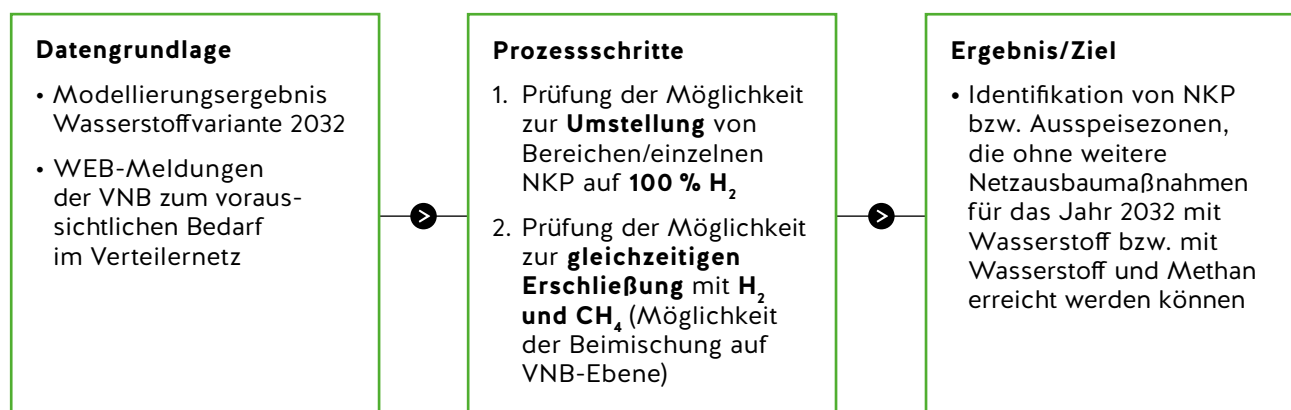 Datengrundlage
• Modellierungsergebnis
Wasserstoffvariante 2032
• WEB-Meldungen
der VNB zum voraus-
sichtlichen Bedarf
im Verteilernetz
Prozessschritte
1. Prüfung der Möglichkeit
zur Umstellung von
Bereichen/einzelnen
NKP auf 100 % H₂
2. Prüfung der Möglichkeit
zur gleichzeitigen
Erschließung mit H₂
und CH₄ (Möglichkeit
der Beimischung auf
VNB-Ebene)
Ergebnis/Ziel
• Identifikation von NKP
bzw. Ausspeisezonen,
die ohne weitere
Netzausbaumaßnahmen
für das Jahr 2032 mit
Wasserstoff bzw. mit
Wasserstoff und Methan
erreicht werden können